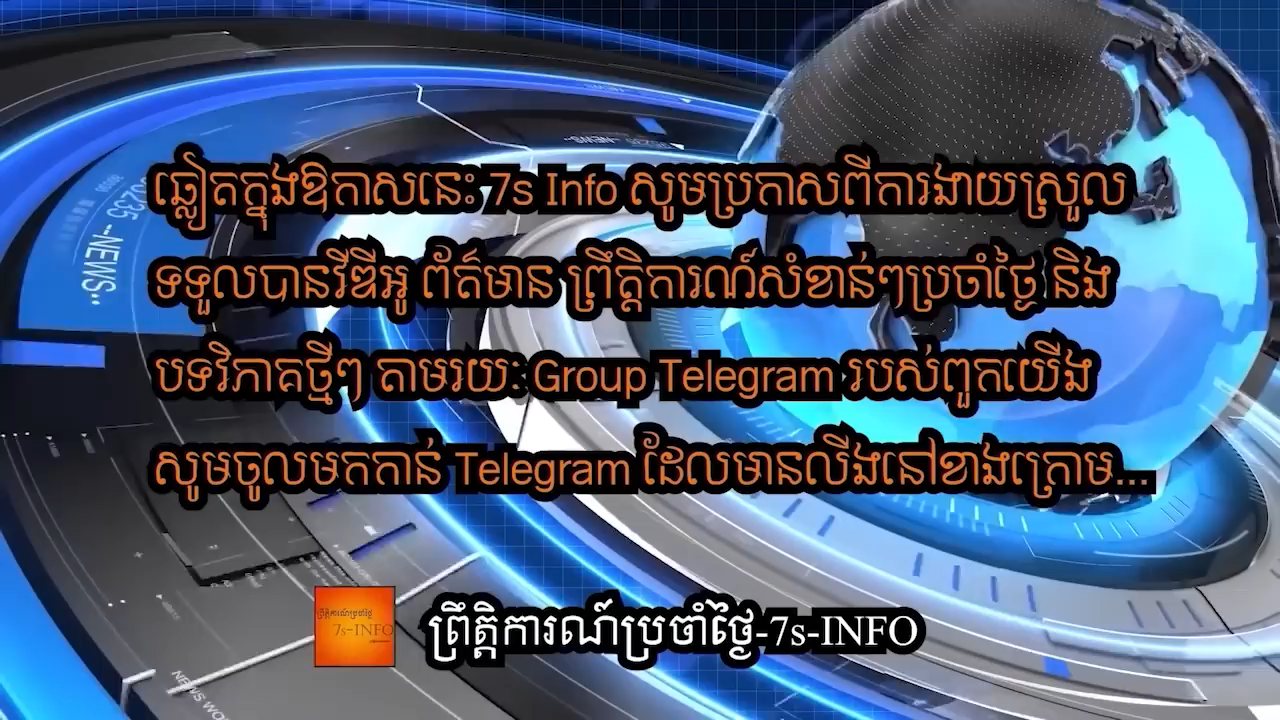 ឆ្លៀតក្នុងឱកាសនេះ 7s Info សូមប្រកាសពីការងាយស្រួល
ទទួលបានវីឌីអូ ព័ត៌មាន ព្រឹត្តិការណ៍សំខាន់ៗប្រចាំថ្ងៃ និង
បទវិភាគថ្មីៗ តាមរយៈ Group Telegram របស់ពួកយើង
សូមចូលមកកាន់ Telegram ដែលមានលីងនៅខាងក្រោម...
ព្រឹត្តិការណ៍ប្រចាំថ្ងៃ
7s-INFO
ព្រឹត្តិការណ៍ប្រចាំថ្ងៃ-7s-INFO